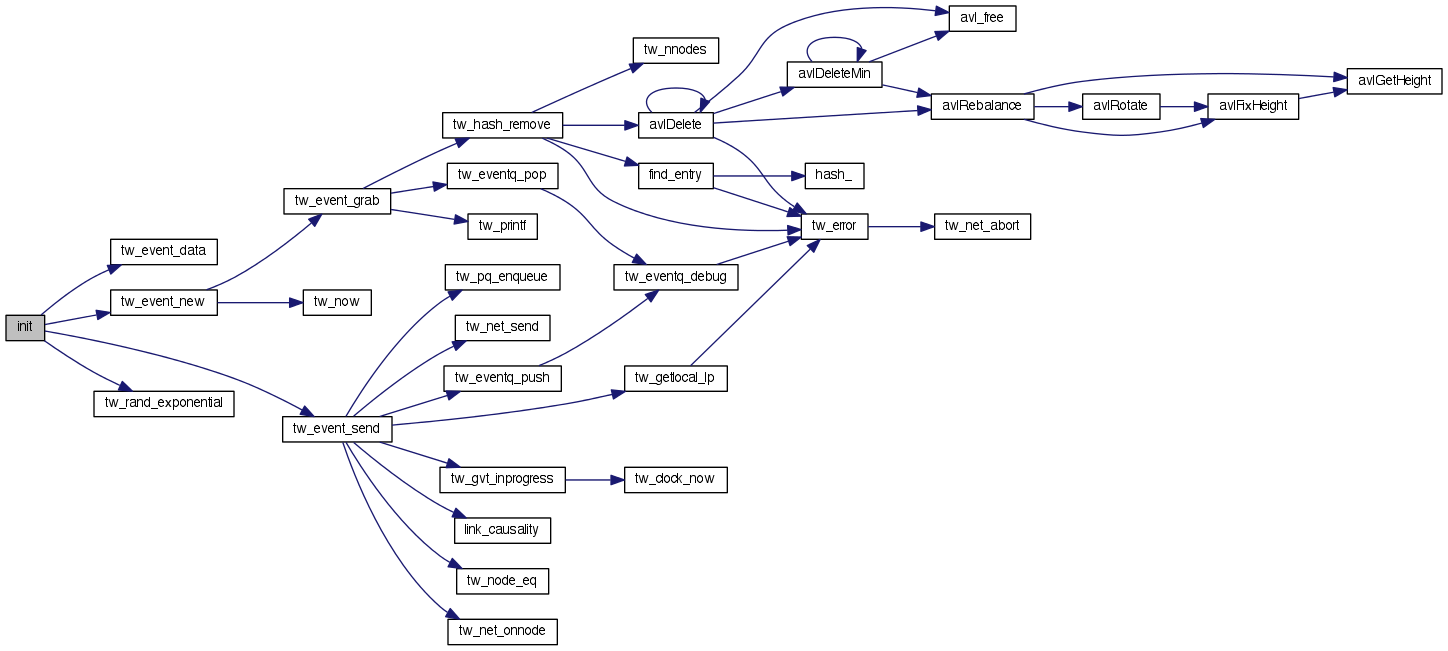 init
tw_event_data
tw_event_new
tw_rand_exponential
tw_event_grab
tw_now
tw_event_send
tw_hash_remove
tw_eventq_pop
tw_printf
tw_pq_enqueue
tw_net_send
tw_eventq_push
tw_gvt_inprogress
link_causality
tw_node_eq
tw_net_onnode
tw_nnodes
avlDelete
find_entry
tw_eventq_debug
tw_getlocal_lp
tw_clock_now
avlDeleteMin
hash_
tw_error
avl_free
avlRebalance
tw_net_abort
avlRotate
avlFixHeight
avlGetHeight